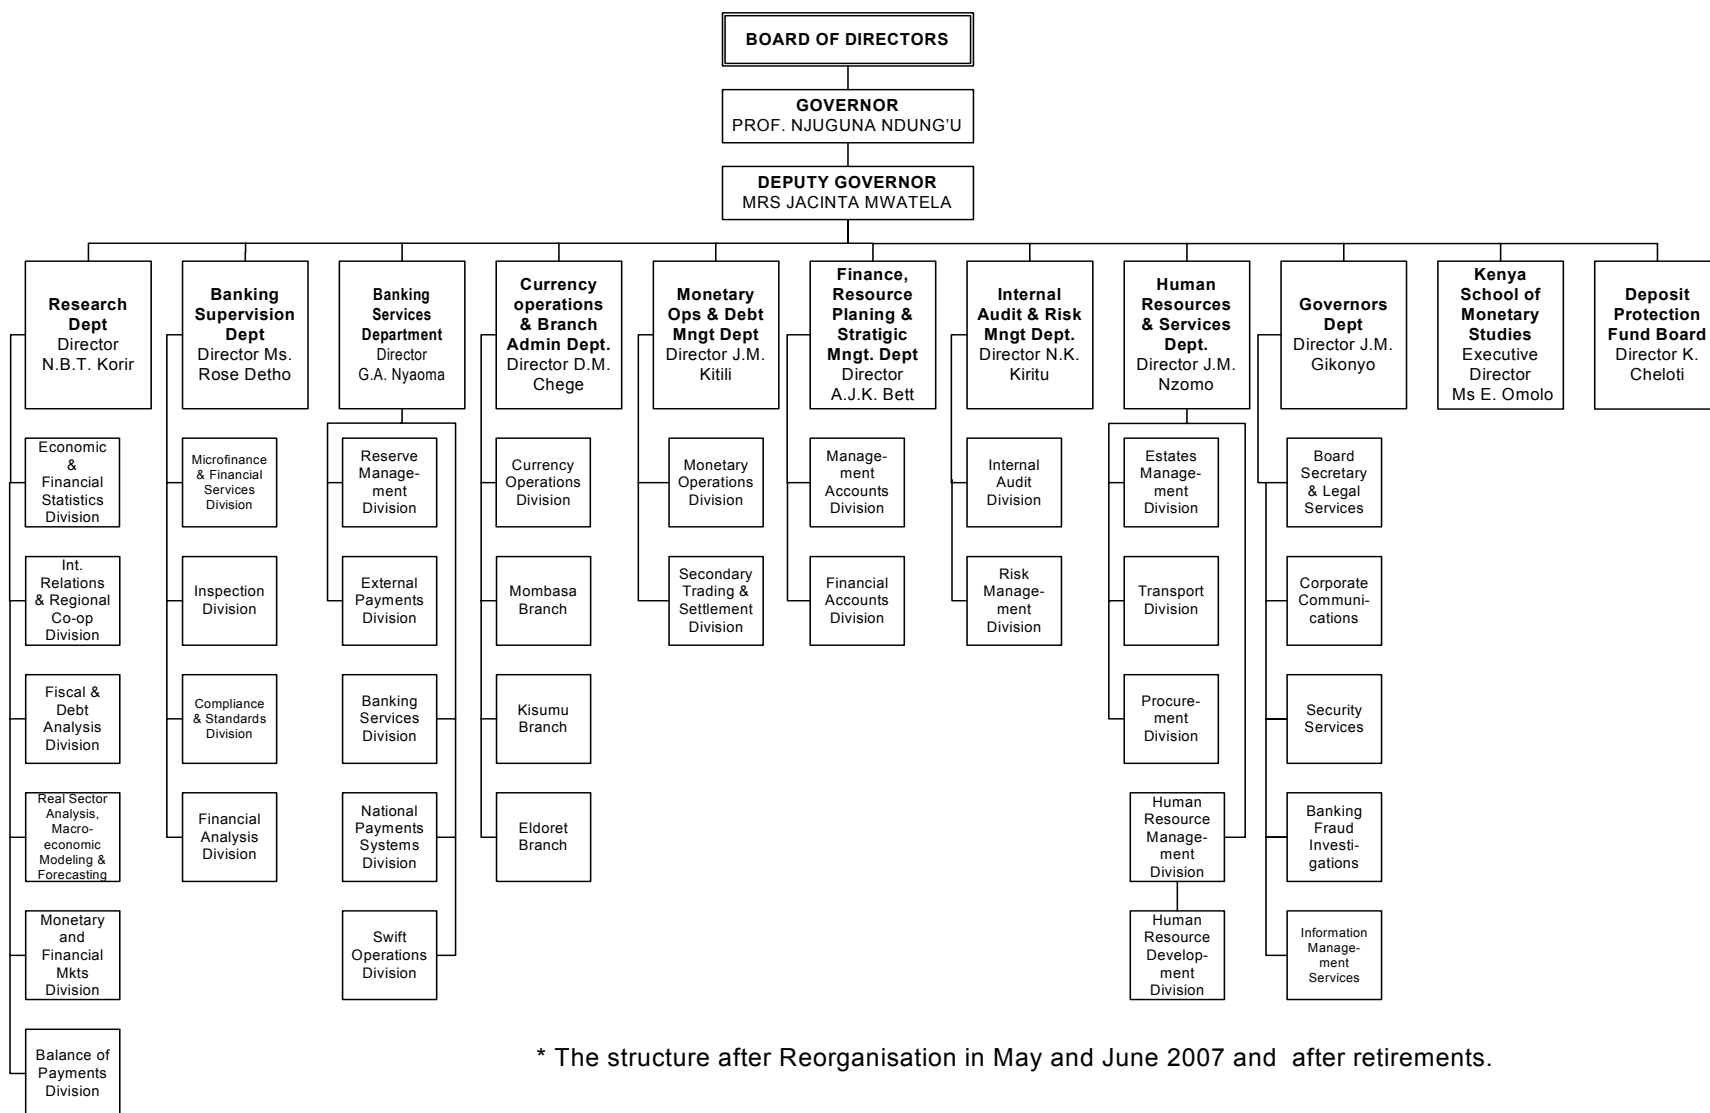 BOARD OF DIRECTORS
GOVERNOR
PROF. NJUGUNA NDUNG'U
DEPUTY GOVERNOR
MRS JACINTA MWATELA
Research
Dept
Director
N.B.T. Korir
Banking
Supervision
Dept
Director Ms.
Rose Detho
Banking
Services
Department
Director
G.A. Nyaoma
Currency
operations
& Branch
Admin Dept.
Director D.M.
Chege
Monetary
Ops & Debt
Mngt Dept
Director J.M.
Kitili
Finance,
Resource
Planing &
Stratigic
Mngt. Dept
Director
A.J.K. Bett
Internal
Audit & Risk
Mngt Dept.
Director N.K.
Kiritu
Human
Resources
& Services
Dept.
Director J.M.
Nzomo
Governors
Dept
Director J.M.
Gikonyo
Kenya
School of
Monetary
Studies
Executive
Director
Ms E. Omolo
Deposit
Protection
Fund Board
Director K.
Cheloti
Economic
&
Financial
Statistics
Division
Microfinance
& Financial
Services
Division
Reserve
Manage-
ment
Division
Currency
Operations
Division
Monetary
Operations
Division
Manage-
ment
Accounts
Division
Internal
Audit
Division
Estates
Manage-
ment
Division
Board
Secretary
& Legal
Services
Int.
Relations
& Regional
Co-op
Division
Inspection
Division
External
Payments
Division
Mombasa
Branch
Secondary
Trading &
Settlement
Division
Financial
Accounts
Division
Risk
Manage-
ment
Division
Transport
Division
Corporate
Communi-
cations
Fiscal &
Debt
Analysis
Division
Compliance
& Standards
Division
Banking
Services
Division
Kisumu
Branch
Procure-
ment
Division
Security
Services
Real Sector
Analysis,
Macro-
economic
Modeling &
Forecasting
Financial
Analysis
Division
National
Payments
Systems
Division
Eldoret
Branch
Human
Resource
Manage-
ment
Division
Banking
Fraud
Investi-
gations
Monetary
and
Financial
Mkts
Division
Swift
Operations
Division
Human
Resource
Develop-
ment
Division
Information
Manage-
ment
Services
Balance of
Payments
Division
* The structure after Reorganisation in May and June 2007 and after retirements.